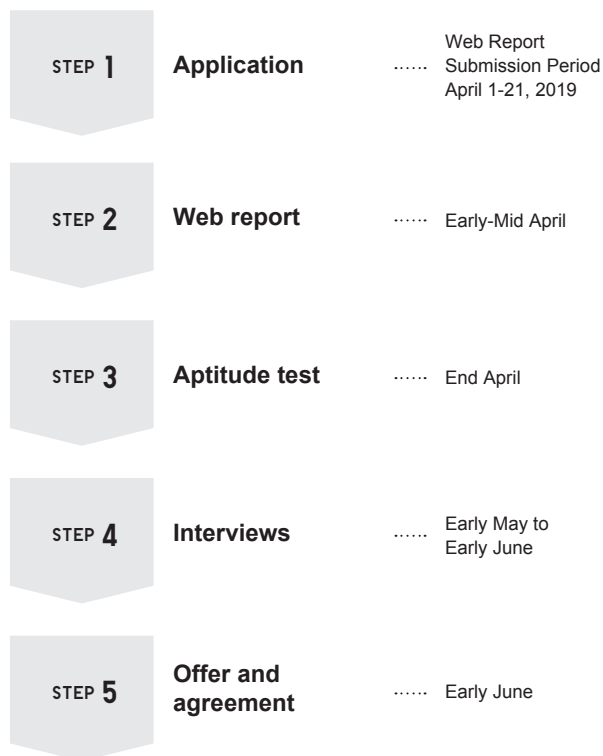 STEP 1
Application
...... Web Report
Submission Period
April 1-21, 2019
STEP 2
Web report
...... Early-Mid April
STEP 3
Aptitude test
...... End April
STEP 4
Interviews
...... Early May to
Early June
STEP 5
Offer and
agreement
...... Early June